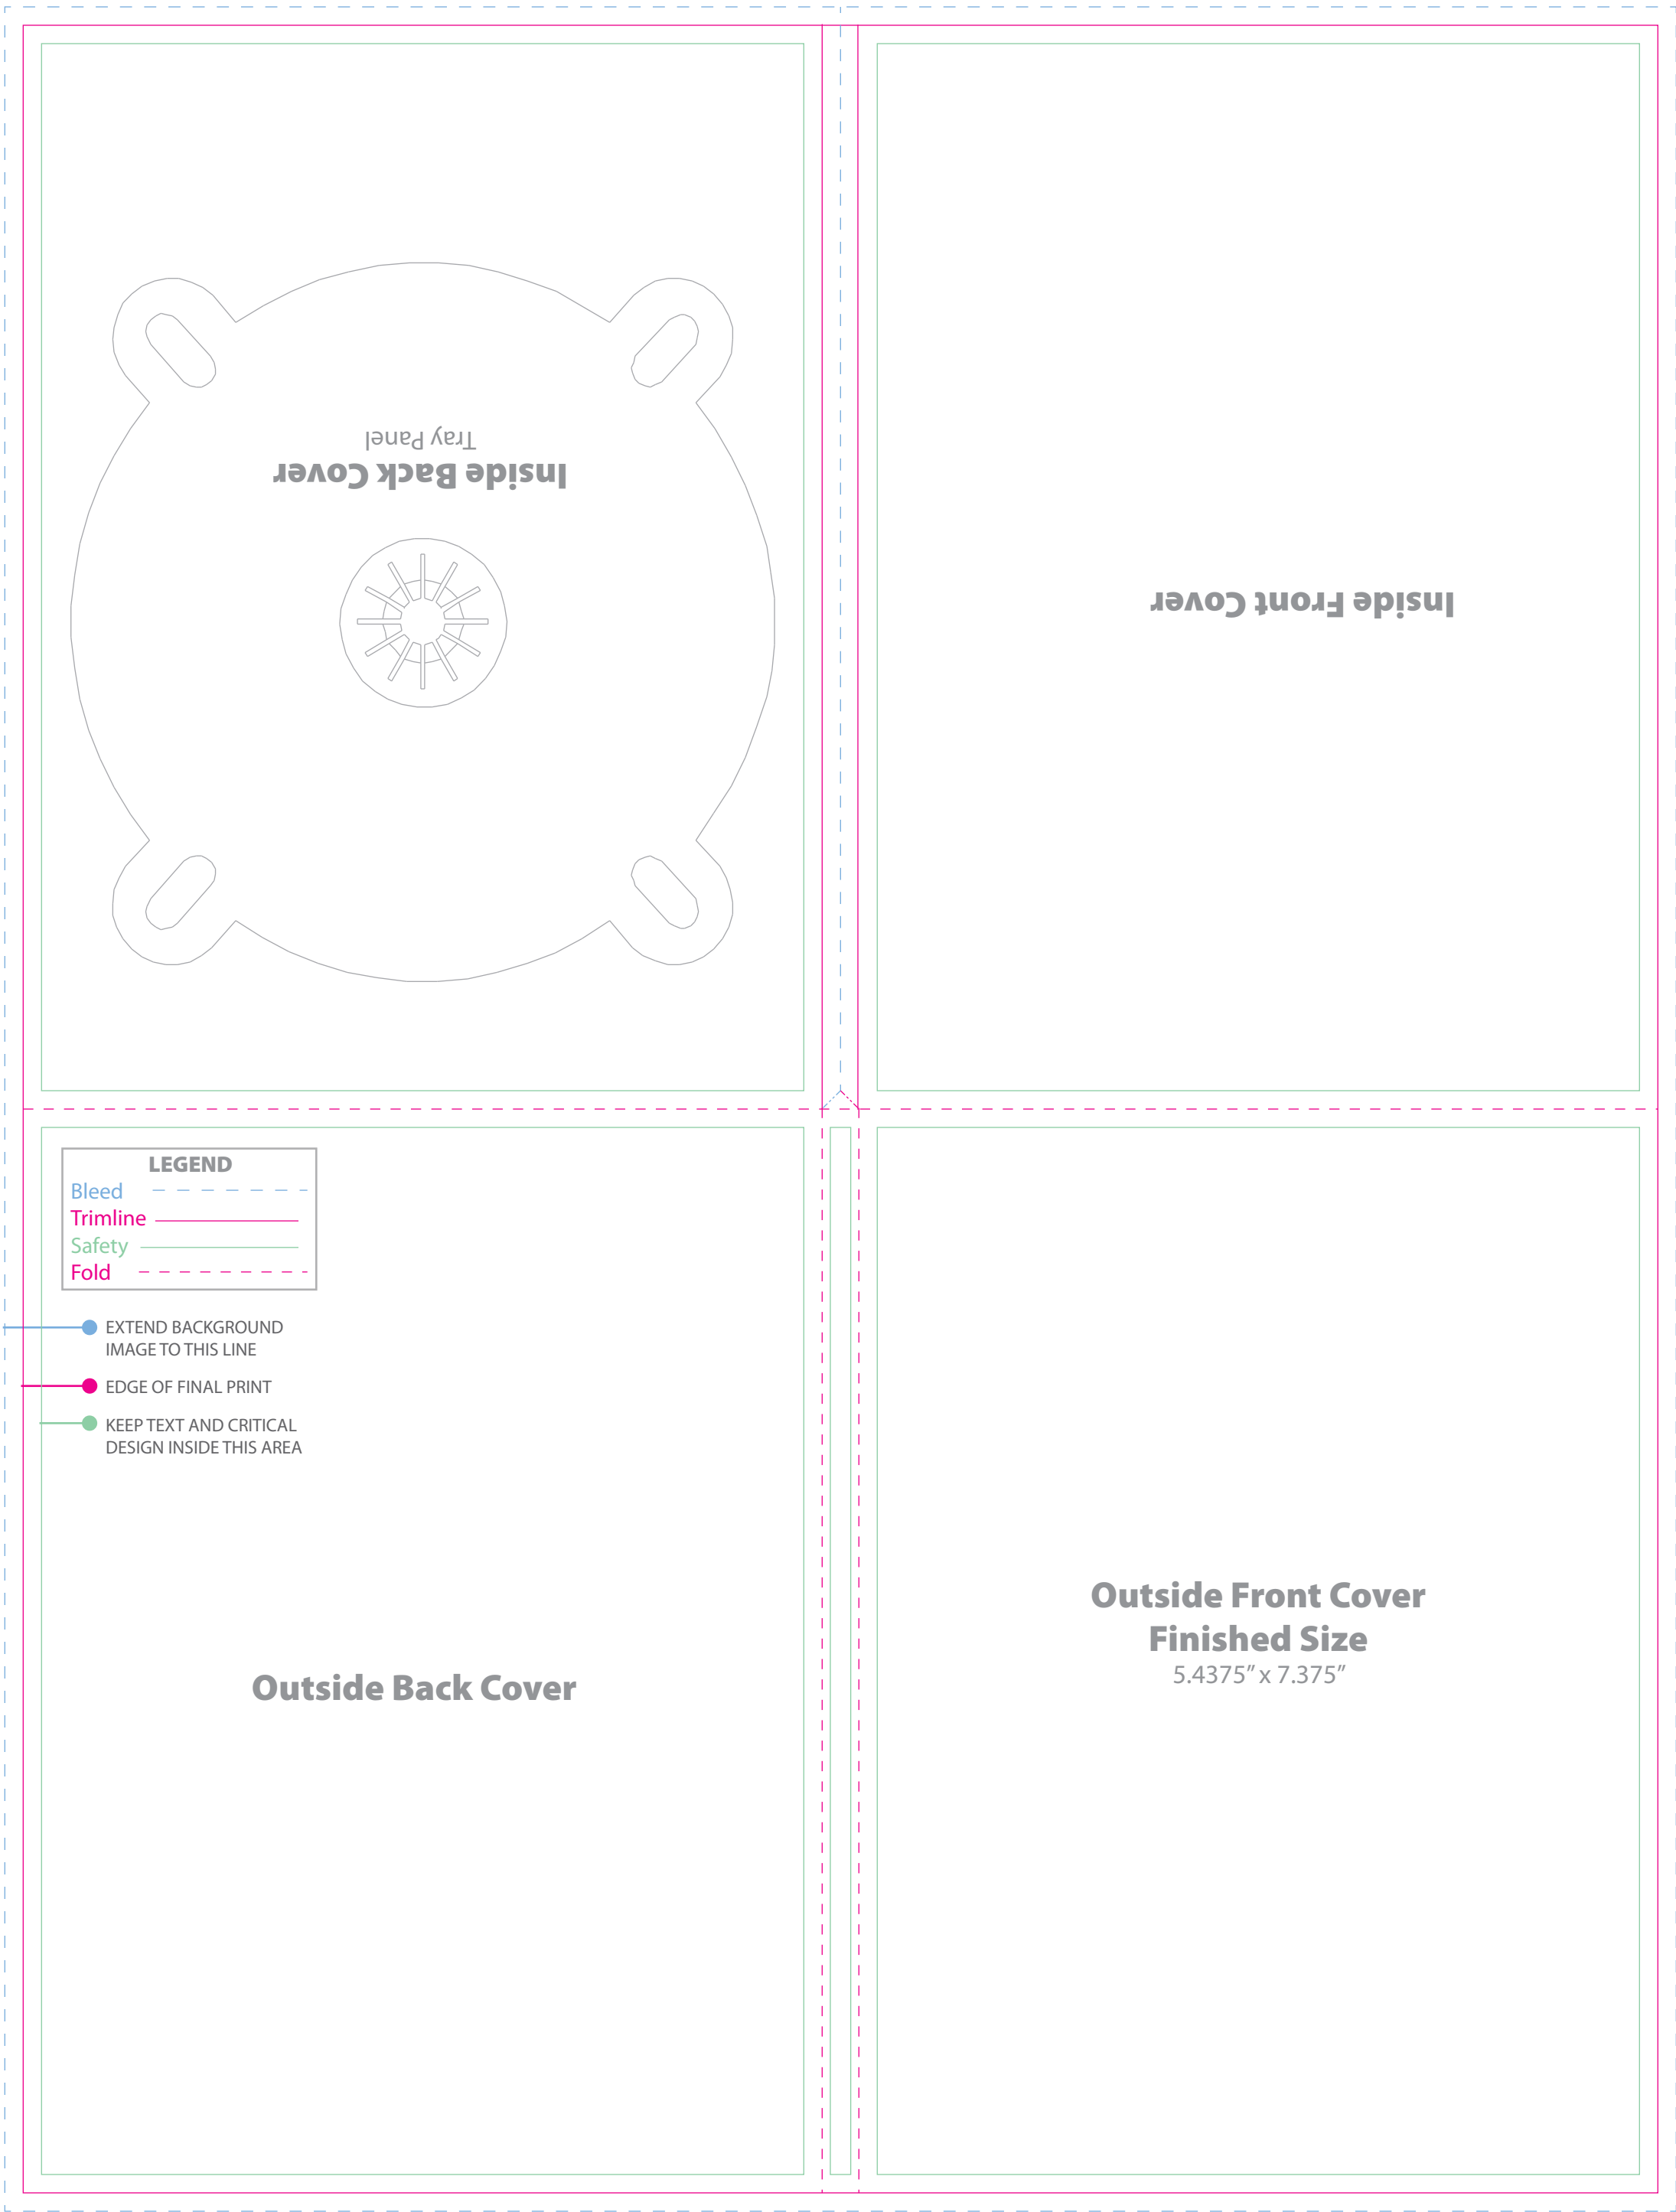 Inside Back Cover
Tray Panel
Inside Front Cover
LEGEND
Bleed
Trimline
Safety
Fold
EXTEND BACKGROUND
IMAGE TO THIS LINE
EDGE OF FINAL PRINT
KEEP TEXT AND CRITICAL
DESIGN INSIDE THIS AREA
Outside Back Cover
Outside Front Cover
Finished Size
5.4375” x 7.375”